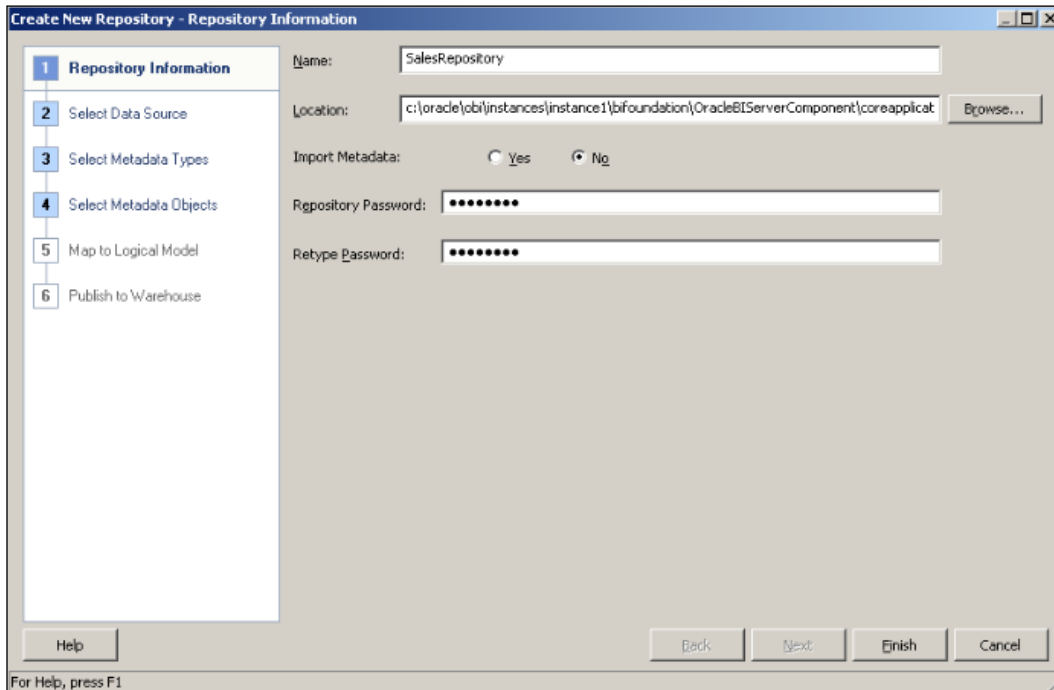 Create New Repository - Repository Information
1 Repository Information
2 Select Data Source
3 Select Metadata Types
4 Select Metadata Objects
5 Map to Logical Model
6 Publish to Warehouse
Name: SalesRepository
Location: c:\oracle\obi\instances\instance1\bifoundation\OracleBIServerComponent\coreapplicat Browse...
Import Metadata: Yes No
Repository Password: ●●●●●●●●
Retype Password: ●●●●●●●●
Help Back Next Finish Cancel
For Help, press F1